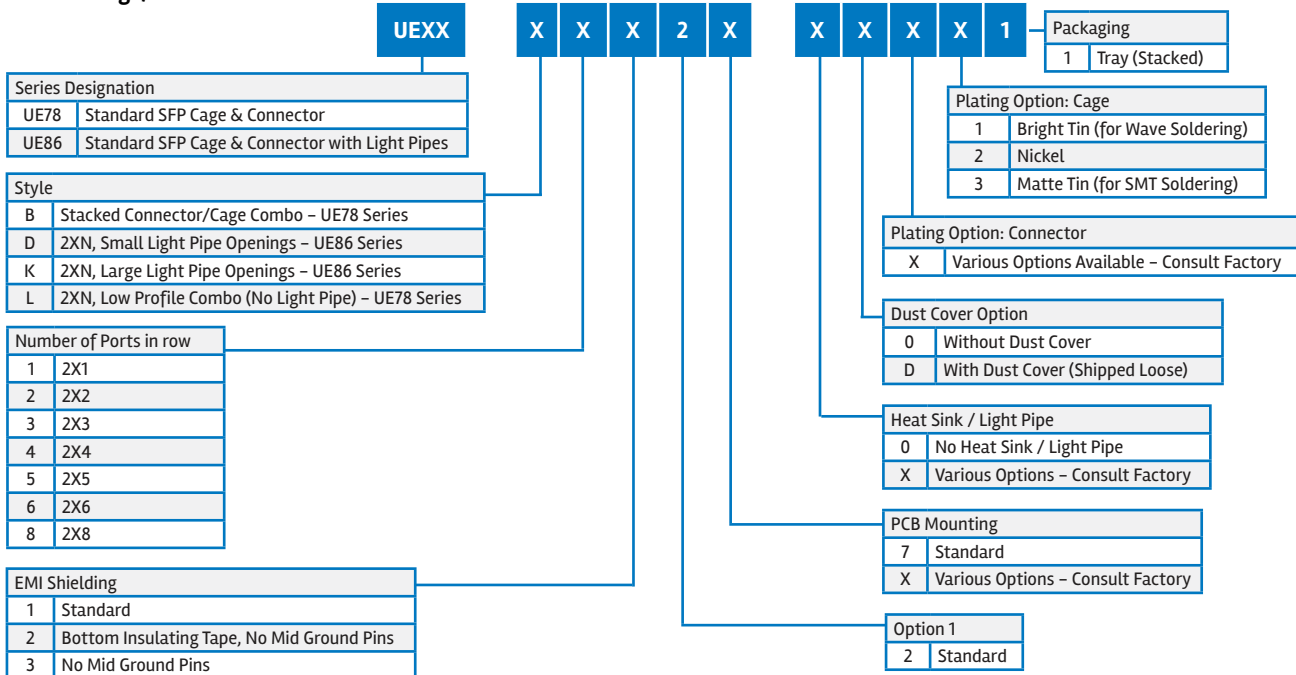 UEXX X X X 2 X X X X X 1
Packaging
1 Tray (Stacked)
Series Designation
UE78 Standard SFP Cage & Connector
UE86 Standard SFP Cage & Connector with Light Pipes
Plating Option: Cage
1 Bright Tin (for Wave Soldering)
2 Nickel
3 Matte Tin (for SMT Soldering)
Style
B Stacked Connector/Cage Combo – UE78 Series
D 2XN, Small Light Pipe Openings – UE86 Series
K 2XN, Large Light Pipe Openings – UE86 Series
L 2XN, Low Profile Combo (No Light Pipe) – UE78 Series
Plating Option: Connector
X Various Options Available – Consult Factory
Dust Cover Option
0 Without Dust Cover
D With Dust Cover (Shipped Loose)
Number of Ports in row
1 2X1
2 2X2
3 2X3
4 2X4
5 2X5
6 2X6
8 2X8
Heat Sink / Light Pipe
0 No Heat Sink / Light Pipe
X Various Options – Consult Factory
PCB Mounting
7 Standard
X Various Options – Consult Factory
EMI Shielding
1 Standard
2 Bottom Insulating Tape, No Mid Ground Pins
3 No Mid Ground Pins
Option 1
2 Standard